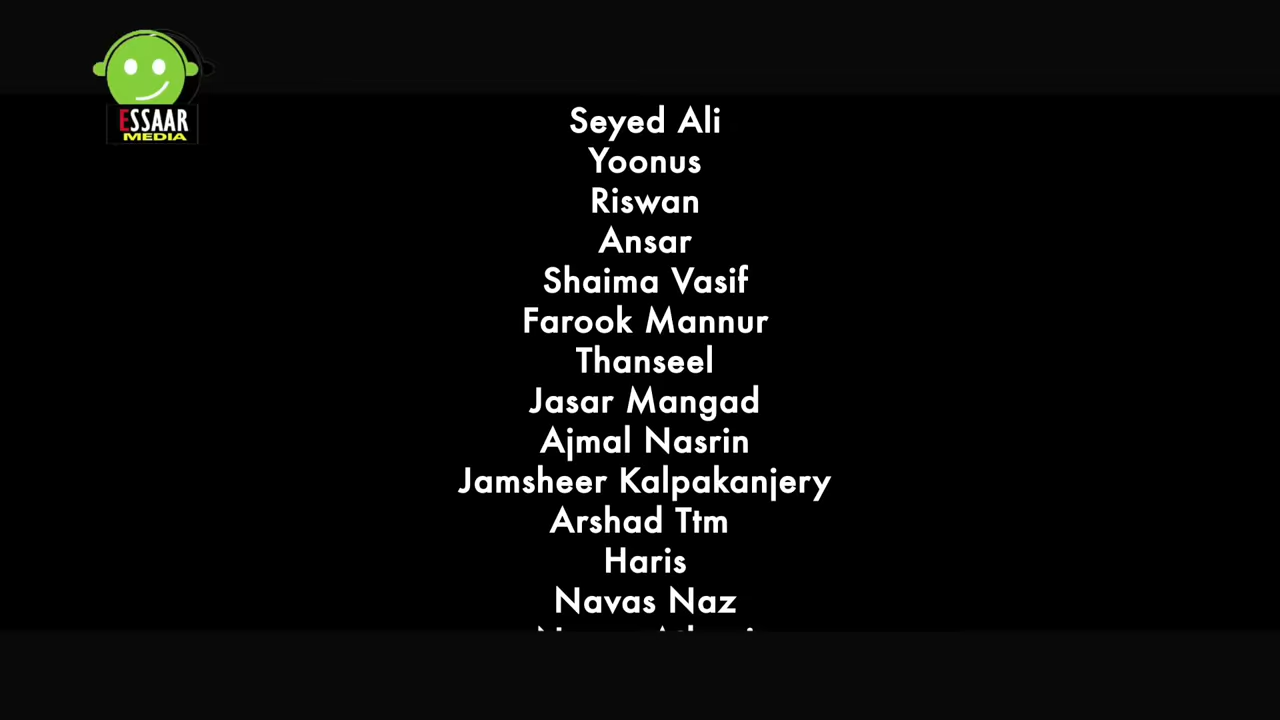 ESSAAR
MEDIA
Seyed Ali
Yoonus
Riswan
Ansar
Shaima Vasif
Farook Mannur
Thanseel
Jasar Mangad
Ajmal Nasrin
Jamsheer Kalpakanjery
Arshad Ttm
Haris
Navas Naz